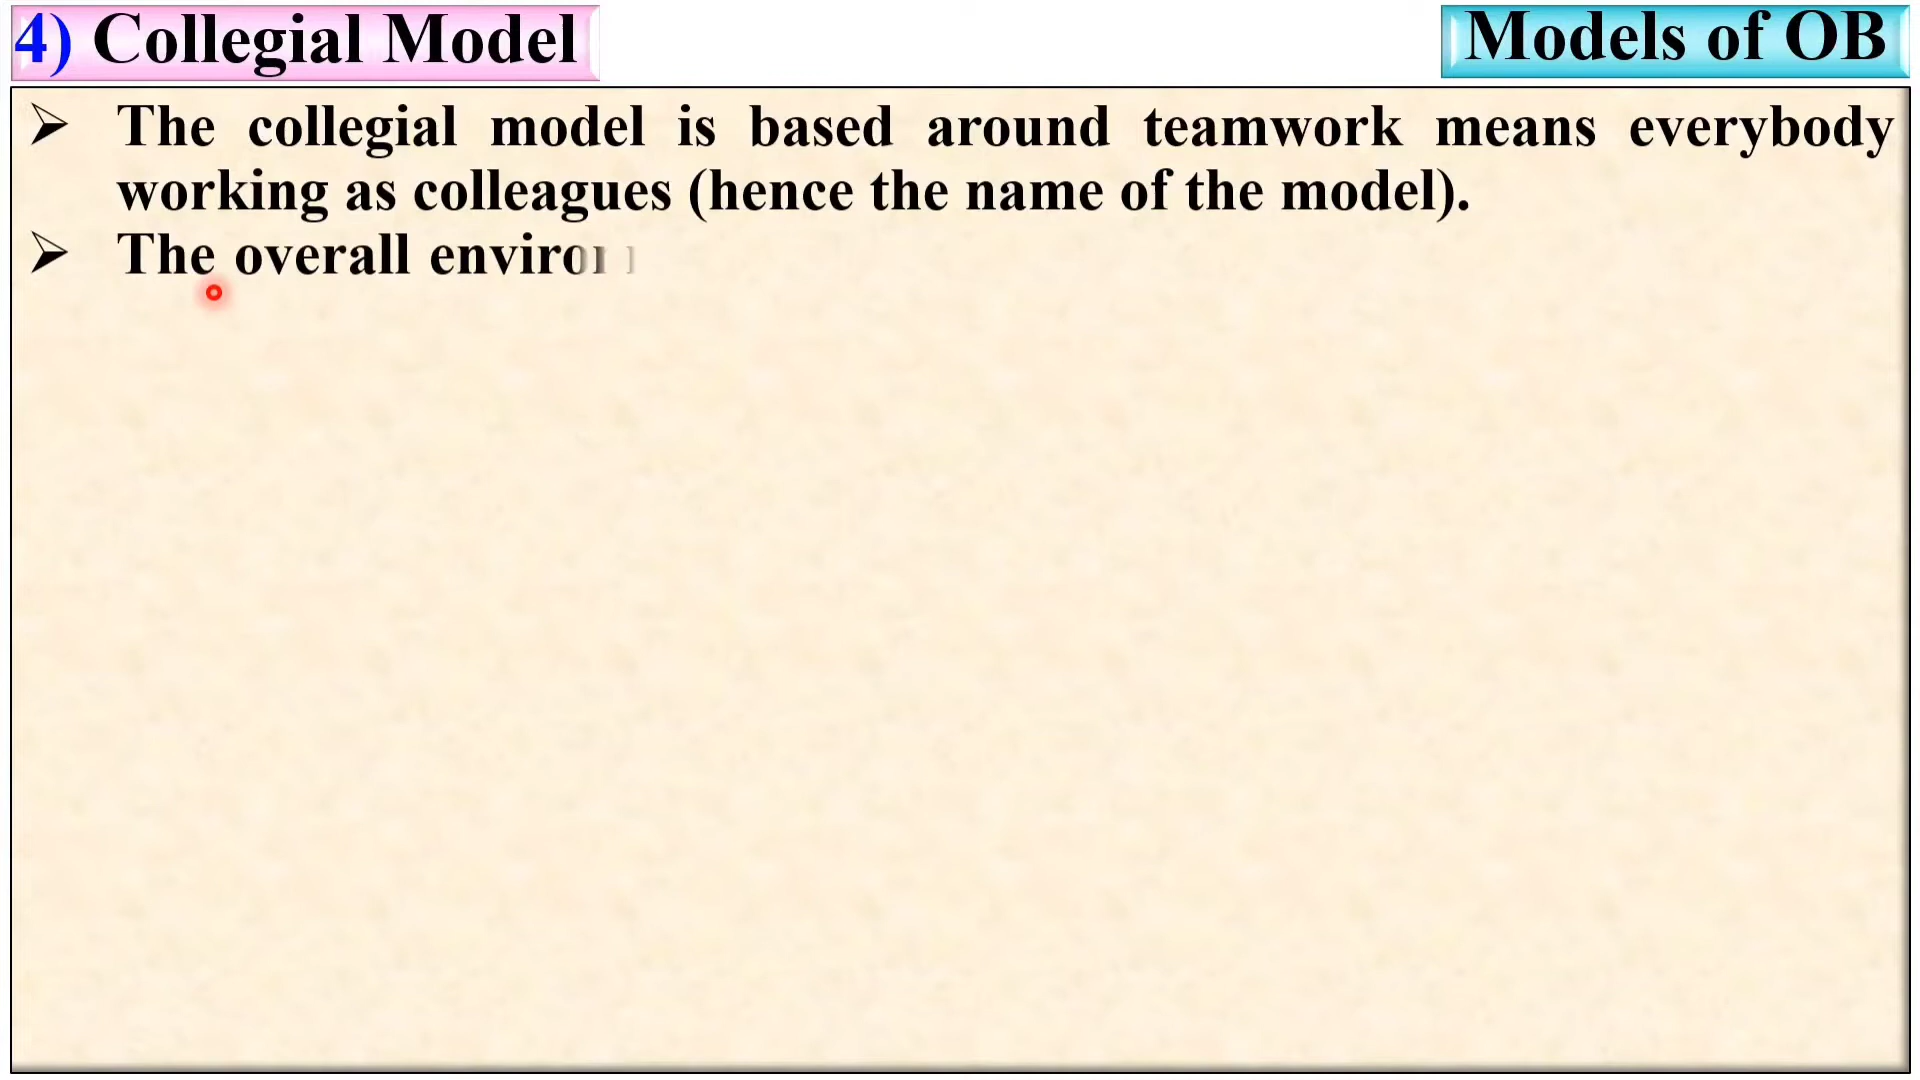 4) Collegial Model
Models of OB
➢ The collegial model is based around teamwork means everybody
working as colleagues (hence the name of the model).
➢ The overall